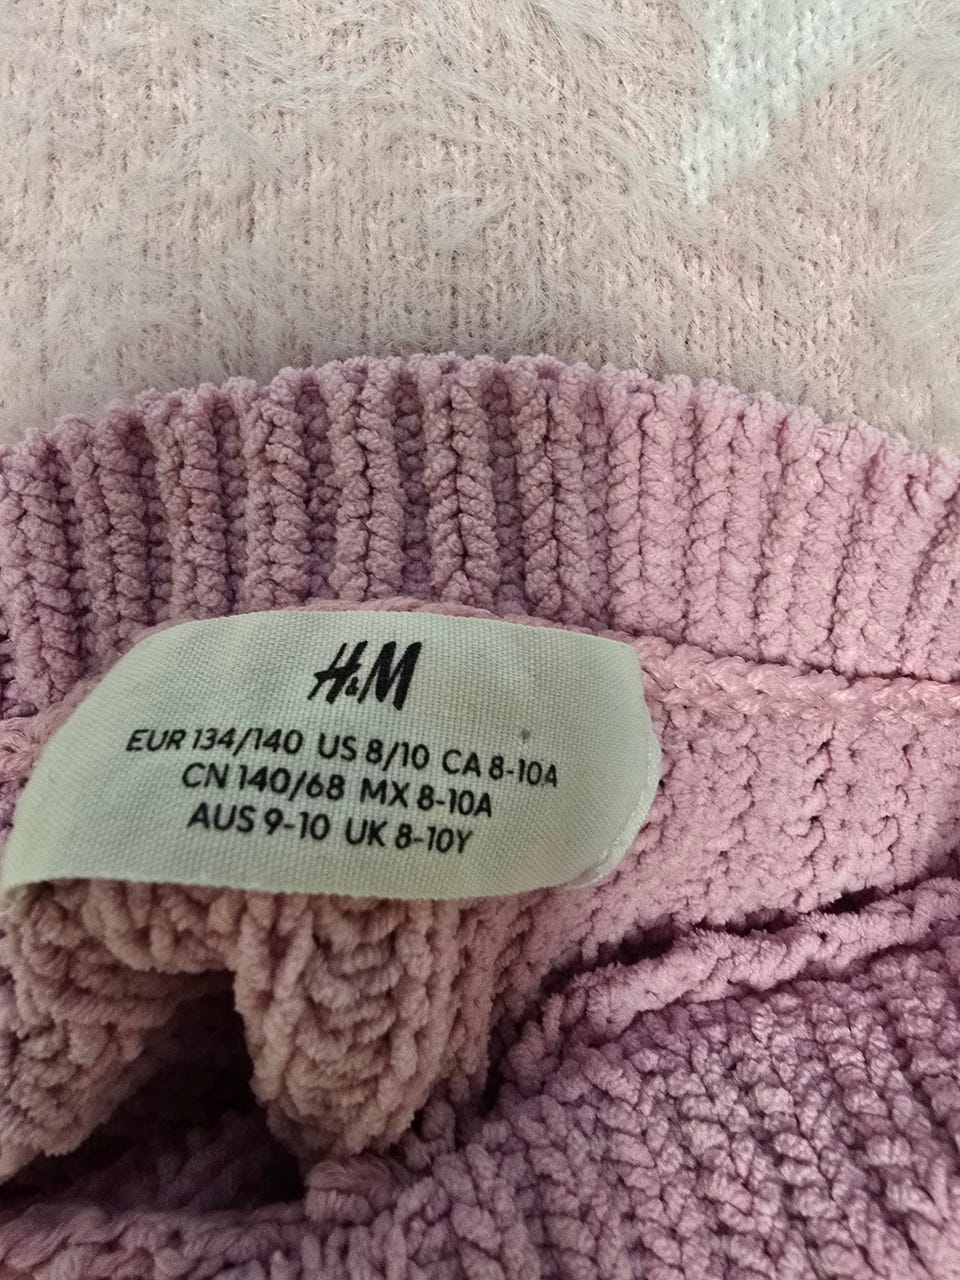 H&M
EUR 134/140 US 8/10 CA 8-10A
CN 140/68 MX 8-10A
AUS 9-10 UK 8-10Y